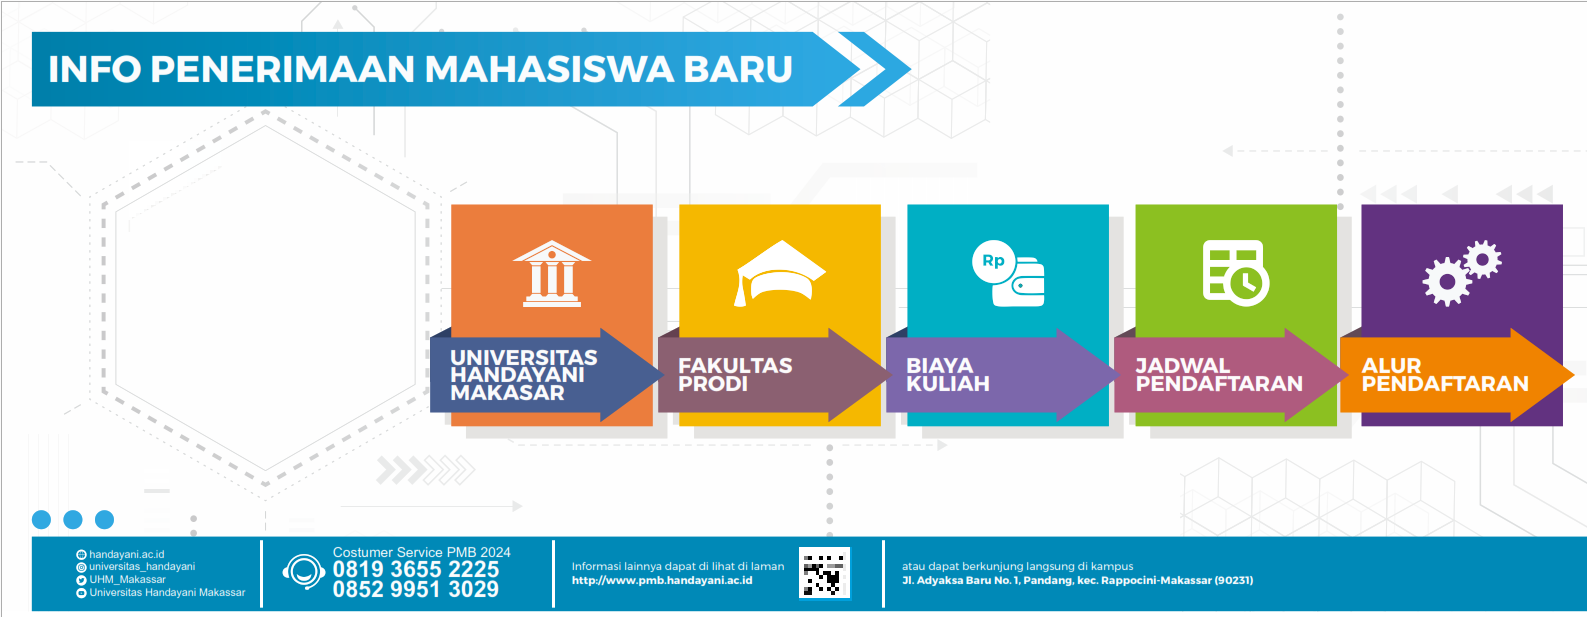 INFO PENERIMAAN MAHASISWA BARU
Rp
UNIVERSITAS
HANDAYANI
MAKASAR
FAKULTAS
PRODI
BIAYA
KULIAH
JADWAL
PENDAFTARAN
ALUR
PENDAFTARAN
handayani.ac.id
universitas_handayani
UHM_Makassar
Universitas Handayani Makassar
Costumer Service PMB 2024
0819 3655 2225
0852 9951 3029
Informasi lainnya dapat di lihat di laman
http://www.pmb.handayani.ac.id
atau dapat berkunjung langsung di kampus
Jl. Adyaksa Baru No. 1, Pandang, kec. Rappocini-Makassar (90231)